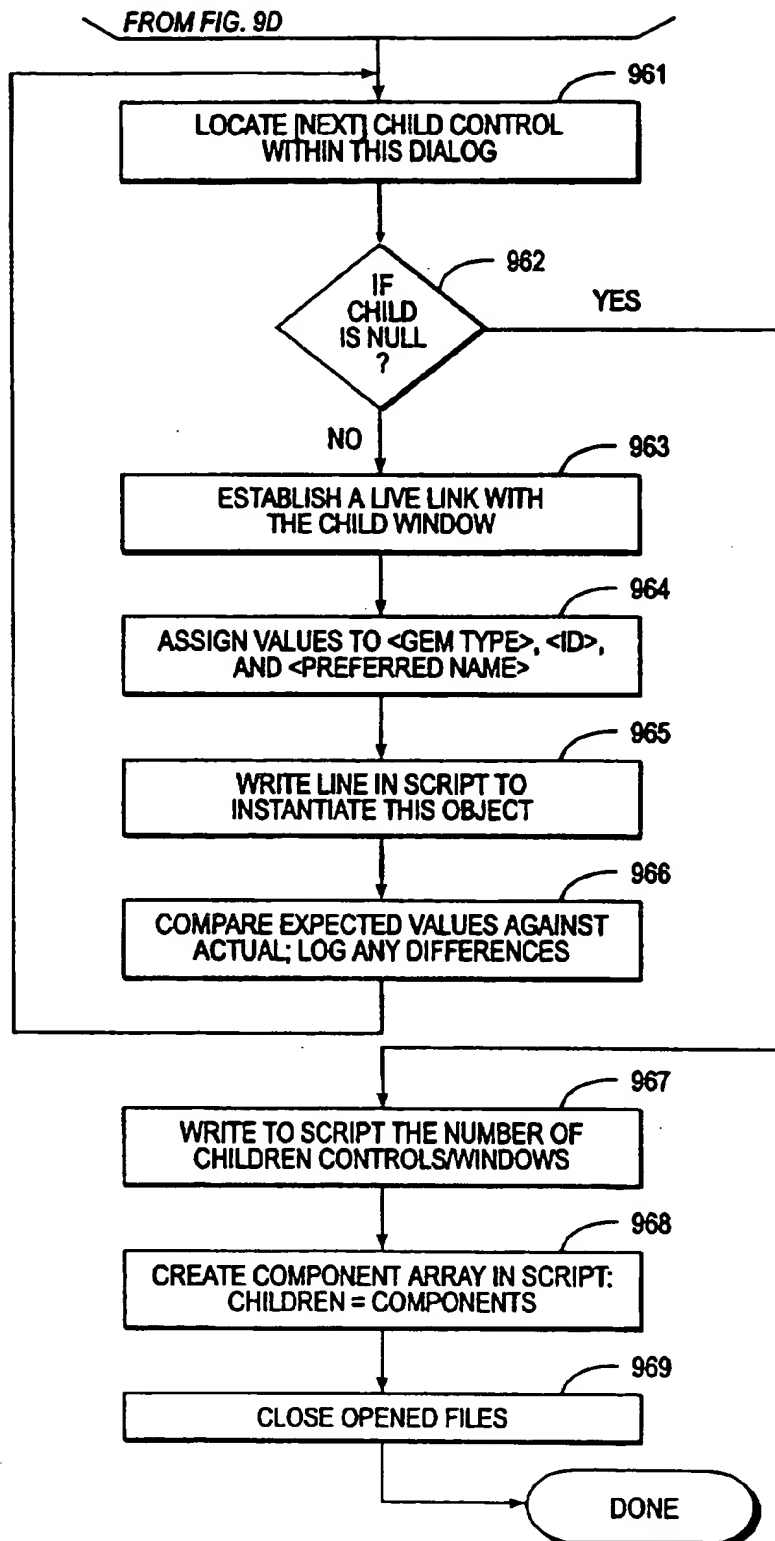 FROM FIG. 9D
961
LOCATE [NEXT] CHILD CONTROL
WITHIN THIS DIALOG
962
IF
CHILD
IS NULL
?
YES
NO
963
ESTABLISH A LIVE LINK WITH
THE CHILD WINDOW
964
ASSIGN VALUES TO <GEM TYPE>, <ID>,
AND <PREFERRED NAME>
965
WRITE LINE IN SCRIPT TO
INSTANTIATE THIS OBJECT
966
COMPARE EXPECTED VALUES AGAINST
ACTUAL; LOG ANY DIFFERENCES
967
WRITE TO SCRIPT THE NUMBER OF
CHILDREN CONTROLS/WINDOWS
968
CREATE COMPONENT ARRAY IN SCRIPT:
CHILDREN = COMPONENTS
969
CLOSE OPENED FILES
DONE